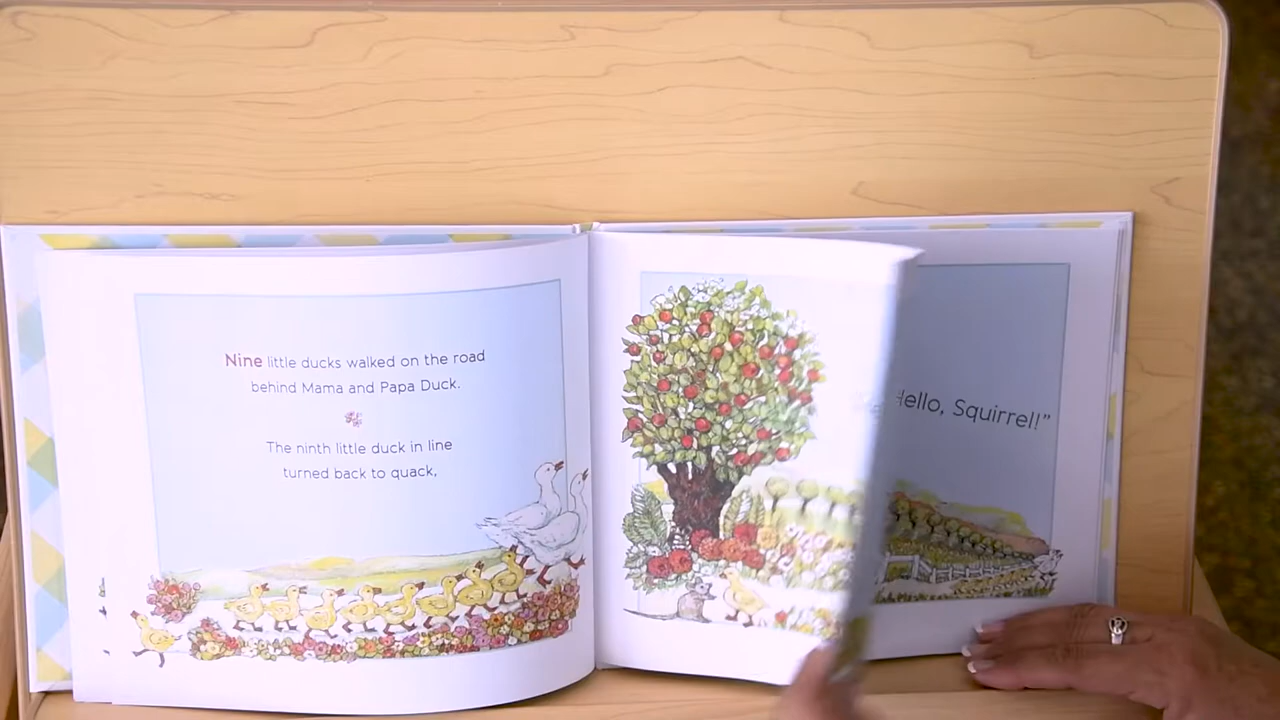 Nine little ducks walked on the road
behind Mama and Papa Duck.
The ninth little duck in line
turned back to quack,
Hello, Squirrel!”